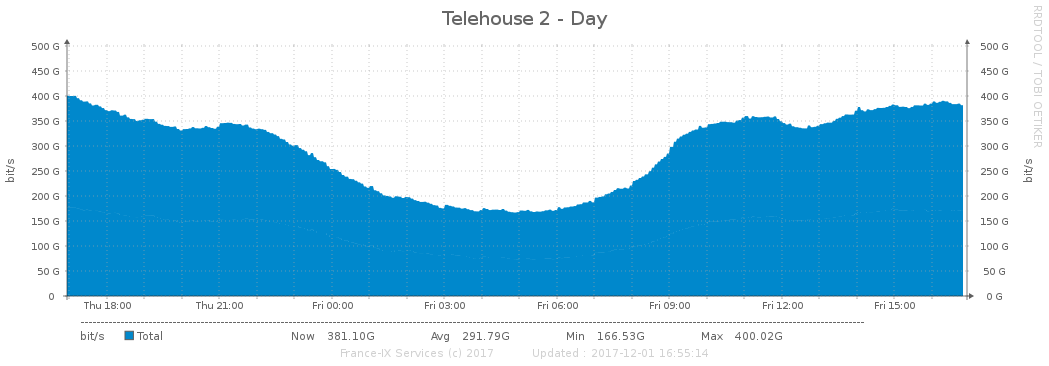 Telehouse 2 - Day
RRDTOOL / TOBI OETIKER
bit/s
500 G
450 G
400 G
350 G
300 G
250 G
200 G
150 G
100 G
50 G
0
500 G
450 G
400 G
350 G
300 G
250 G
200 G
150 G
100 G
50 G
0 G
bit/s
Thu 18:00 Thu 21:00 Fri 00:00 Fri 03:00 Fri 06:00 Fri 09:00 Fri 12:00 Fri 15:00
bit/s Total Now 381.10G Avg 291.79G Min 166.53G Max 400.02G
France-IX Services (c) 2017 Updated : 2017-12-01 16:55:14